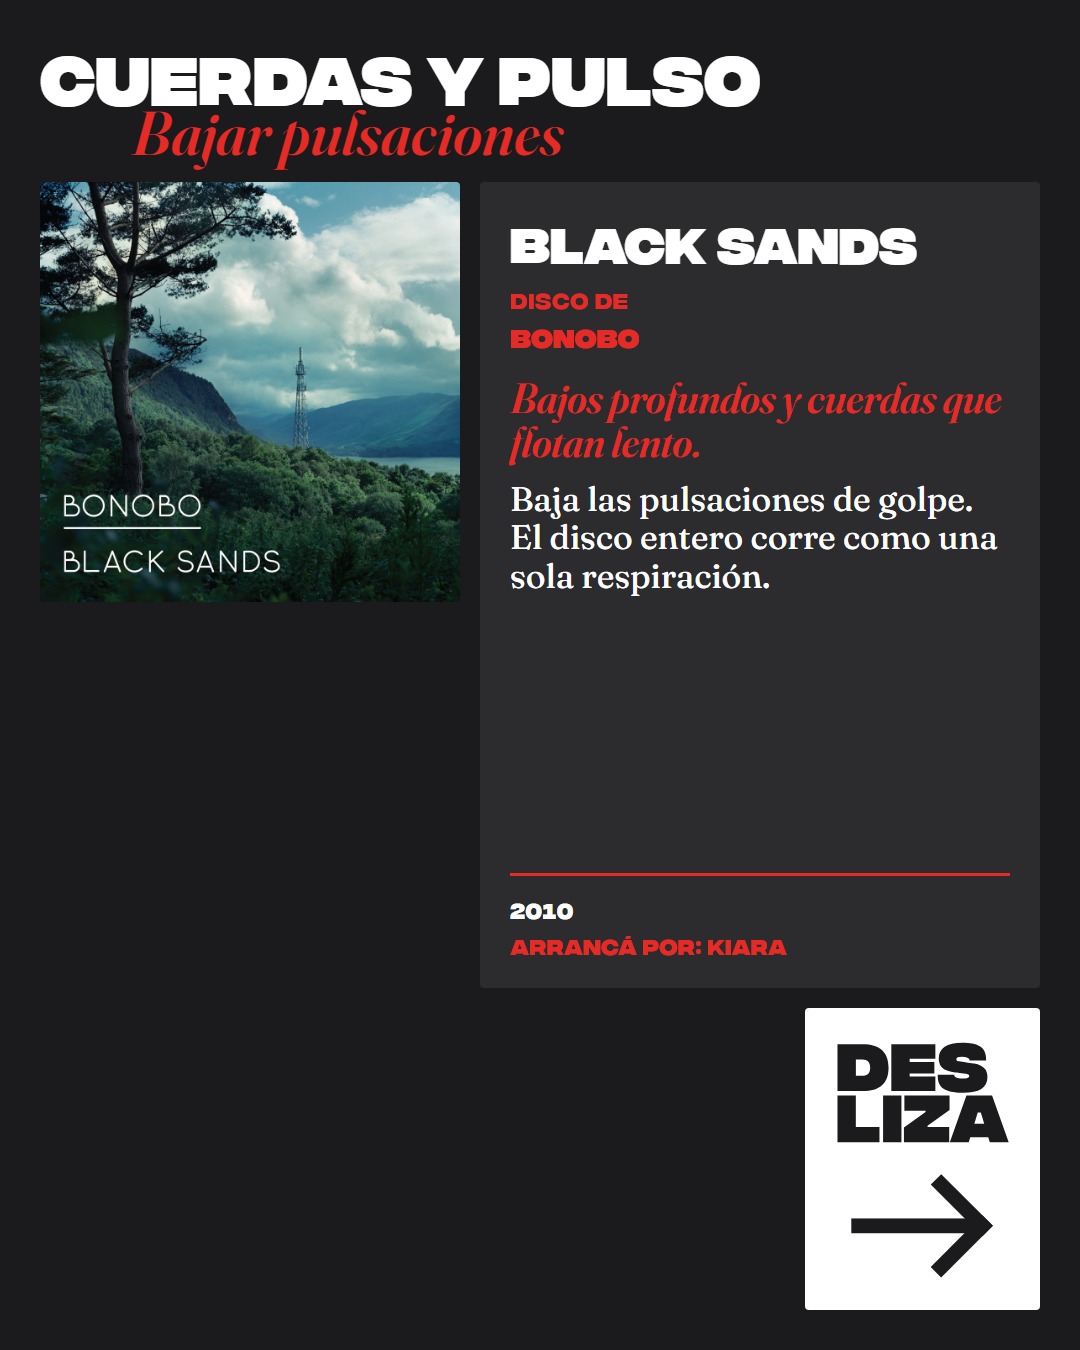 CUERDAS Y PULSO
Bajar pulsaciones
BONOBO
BLACK SANDS
BLACK SANDS
DISCO DE
BONOBO
Bajos profundos y cuerdas que
flotan lento.
Baja las pulsaciones de golpe.
El disco entero corre como una
sola respiración.
2010
ARRANCÁ POR: KIARA
DES
LIZA